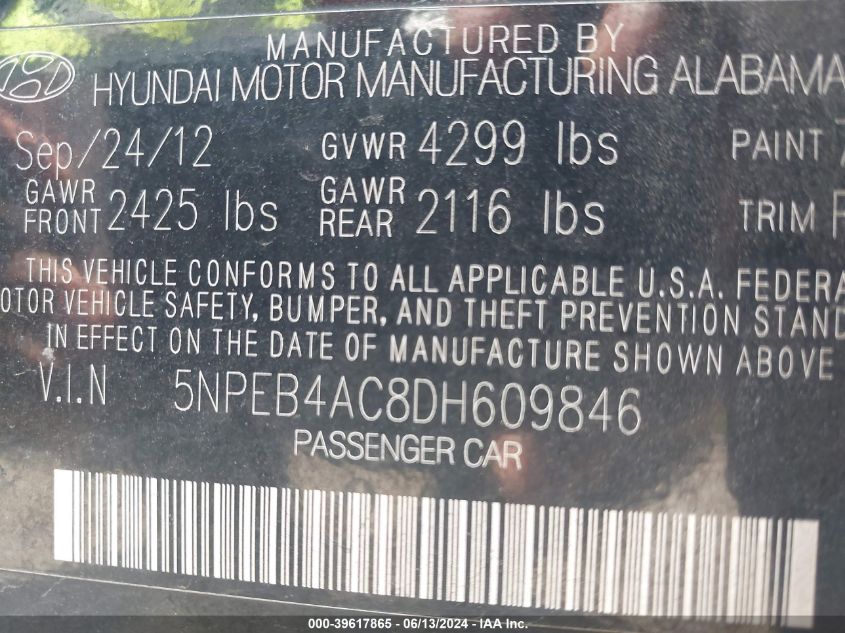 MANUFACTURED BY
HYUNDAI MOTOR MANUFACTURING ALABAMA
Sep/24/12 GVWR 4299 lbs PAINT
GAWR FRONT 2425 lbs GAWR REAR 2116 lbs TRIM
THIS VEHICLE CONFORMS TO ALL APPLICABLE U.S.A. FEDERA
OTOR VEHICLE SAFETY, BUMPER, AND THEFT PREVENTION STAND
IN EFFECT ON THE DATE OF MANUFACTURE SHOWN ABOVE
V.I.N 5NPEB4AC8DH609846
PASSENGER CAR
000-39617865 - 06/13/2024 - IAA Inc.